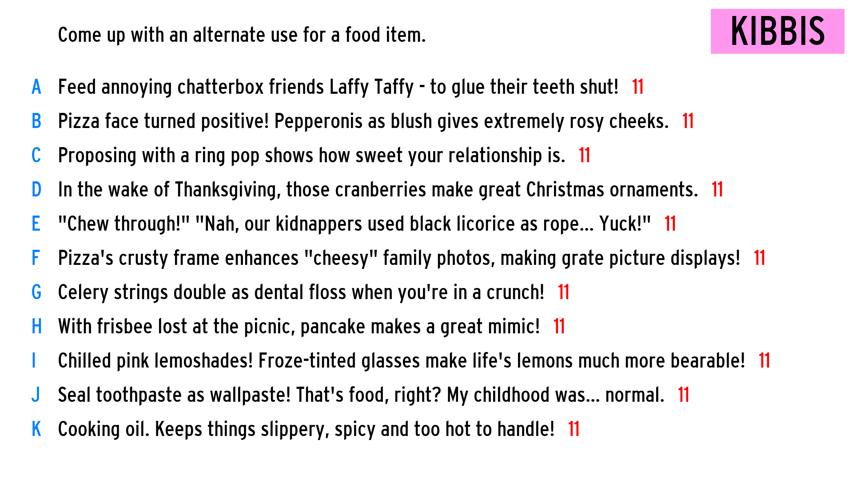 Come up with an alternate use for a food item.
KIBBIS
A Feed annoying chatterbox friends Laffy Taffy - to glue their teeth shut! 11
B Pizza face turned positive! Pepperonis as blush gives extremely rosy cheeks. 11
C Proposing with a ring pop shows how sweet your relationship is. 11
D In the wake of Thanksgiving, those cranberries make great Christmas ornaments. 11
E "Chew through!" "Nah, our kidnappers used black licorice as rope... Yuck!" 11
F Pizza's crusty frame enhances "cheesy" family photos, making grate picture displays! 11
G Celery strings double as dental floss when you're in a crunch! 11
H With frisbee lost at the picnic, pancake makes a great mimic! 11
I Chilled pink lemoshades! Froze-tinted glasses make life's lemons much more bearable! 11
J Seal toothpaste as wallpaste! That's food, right? My childhood was... normal. 11
K Cooking oil. Keeps things slippery, spicy and too hot to handle! 11